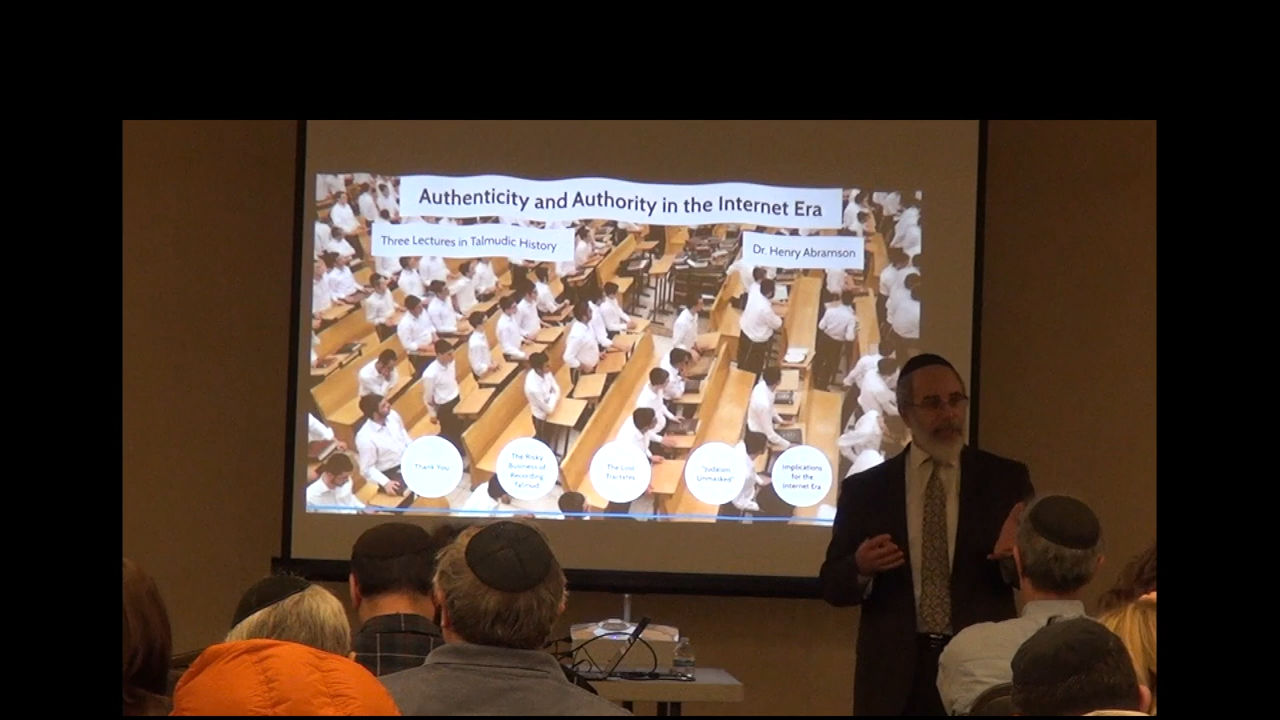 Authenticity and Authority in the Internet Era
Three Lectures in Talmudic History
Dr. Henry Abramson
Thank You
The Risky
Business of
Recording
Talmud
The Lost
Tractates
"Judaism
Unmasked"
Implications
for the
Internet Era